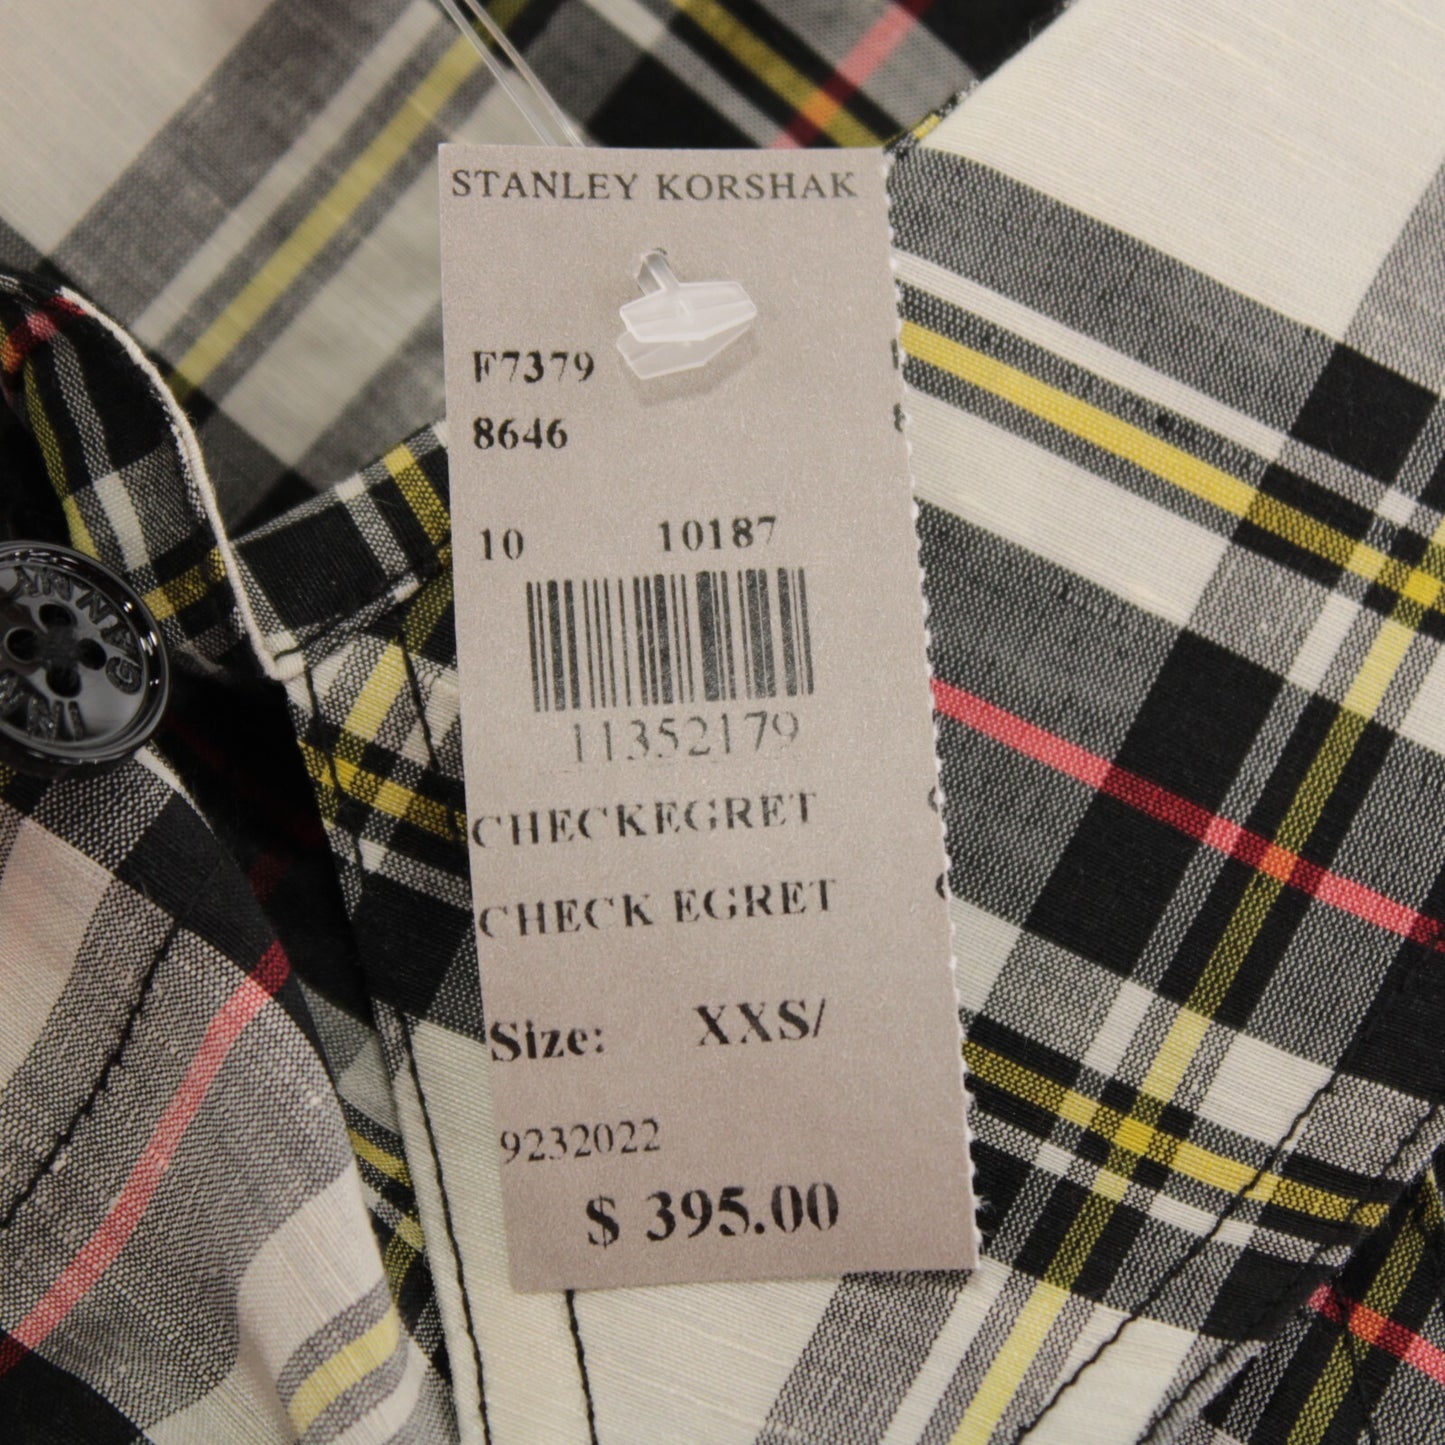 STANLEY KORSHAK
F7379
8646
10 10187
11352179
CHECKEGRET
CHECK EGRET
Size: XXS/
9232022
$ 395.00